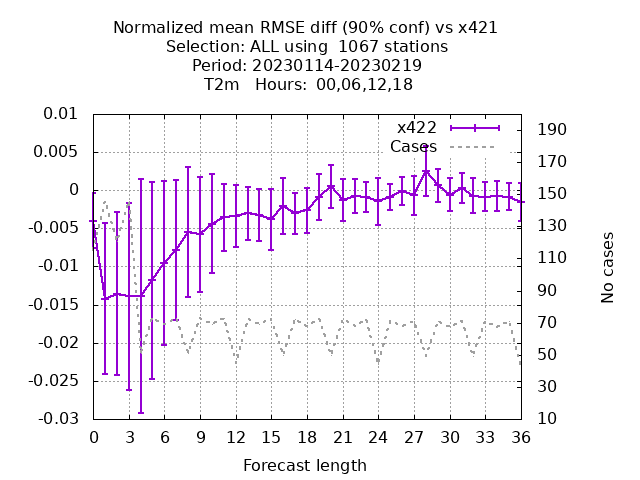 Normalized mean RMSE diff (90% conf) vs x421
Selection: ALL using  1067 stations
Period: 20230114-20230219
T2m   Hours:  00,06,12,18
x422
Cases
0.01
0.005
0
-0.005
-0.01
-0.015
-0.02
-0.025
-0.03
190
170
150
130
110
90
70
50
30
10
No cases
0 3 6 9 12 15 18 21 24 27 30 33 36
Forecast length